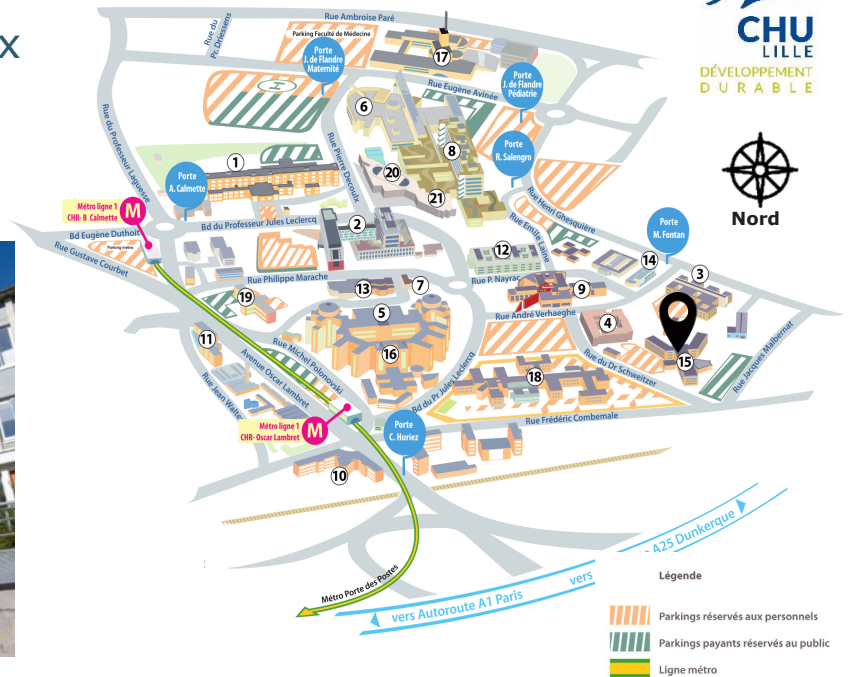 x
CHU
LILLE
DÉVELOPPEMENT
DURABLE
Nord
Rue Ambroise Paré
Rue du
Pr. Driessens
Parking Faculté de Médecine
Porte
J. de Flandre
Maternité
17
Porte
J. de Flandre
Pédiatrie
Rue Eugène Avinée
H
6
8
Porte
R. Salengro
Rue du Professeur Laguesse
Rue Pierre Decoulx
1
20
21
Porte
A. Calmette
Rue Henri Ghesquière
Rue Emile Laine
Porte
M. Fontan
Métro ligne 1
CHR- B Calmette
M
Bd du Professeur Jules Leclercq
2
12
14
3
Bd Eugène Duthoit
Parking métro
Rue Gustave Courbet
Rue Philippe Marache
13
7
Rue P. Nayrac
9
19
5
Rue André Verhaeghe
4
11
Rue Michel Polonovski
16
15
Avenue Oscar Lambret
Rue Jean Walter
Bd du Pr Jules Leclercq
18
Rue du Dr Schweitzer
Rue Jacques Malbernat
Métro ligne 1
CHR- Oscar Lambret
M
Porte
C. Huriez
Rue Frédéric Combemale
10
Métro Porte des Postes
vers Autoroute A1 Paris
vers
A25 Dunkerque
Légende
Parkings réservés aux personnels
Parkings payants réservés au public
Ligne métro